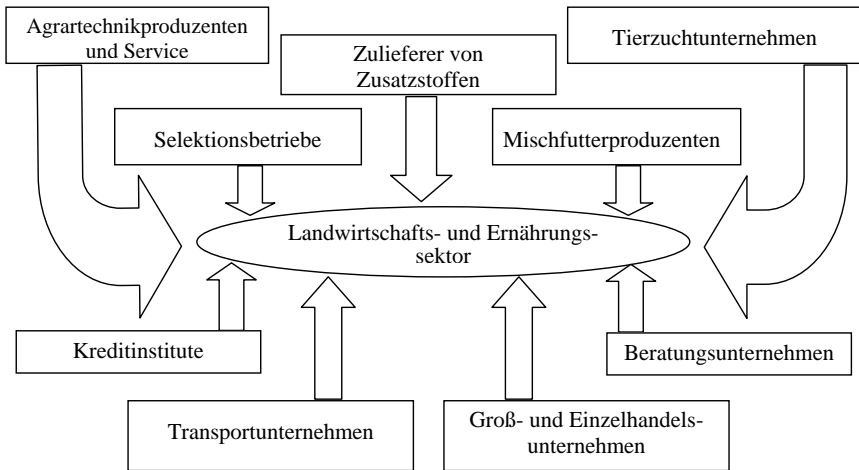 Agrartechnikproduzenten
und Service
Zulieferer von
Zusatzstoffen
Tierzuchtunternehmen
Selektionsbetriebe
Mischfutterproduzenten
Landwirtschafts- und Ernährungs-
sektor
Kreditinstitute
Beratungsunternehmen
Transportunternehmen
Groß- und Einzelhandels-
unternehmen